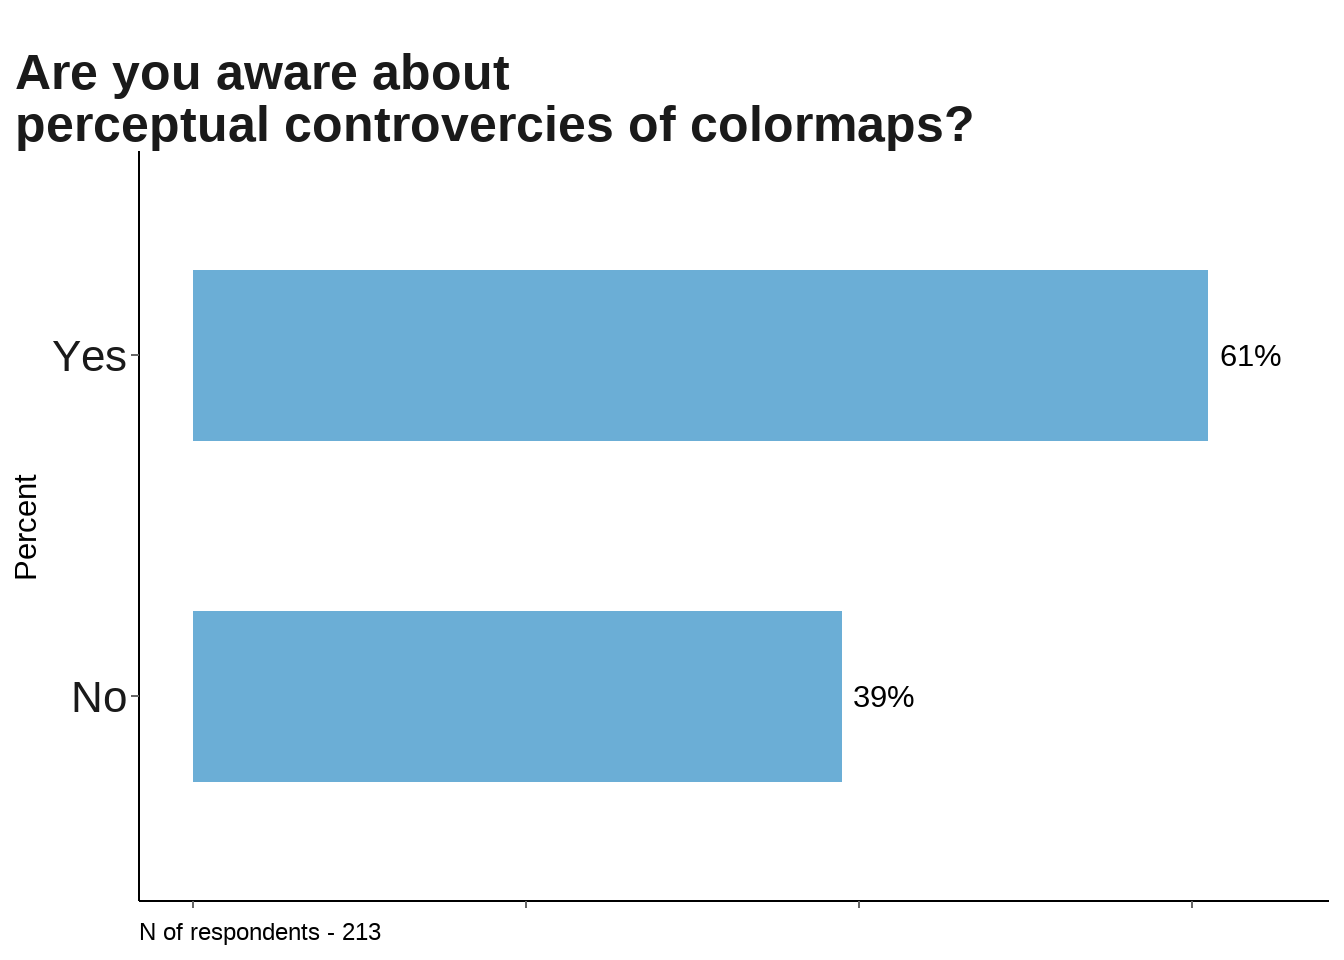 Are you aware about
perceptual controvercies of colormaps?
Yes
61%
Percent
No
39%
N of respondents - 213